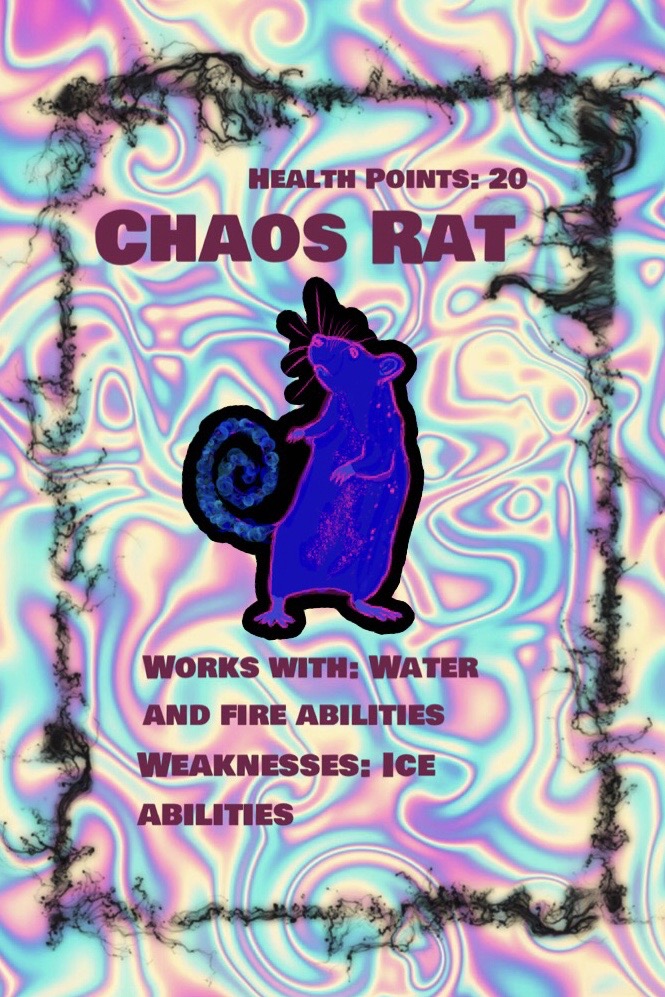 Health Points: 20
Chaos Rat
Works with: Water
and fire abilities
Weaknesses: Ice
abilities